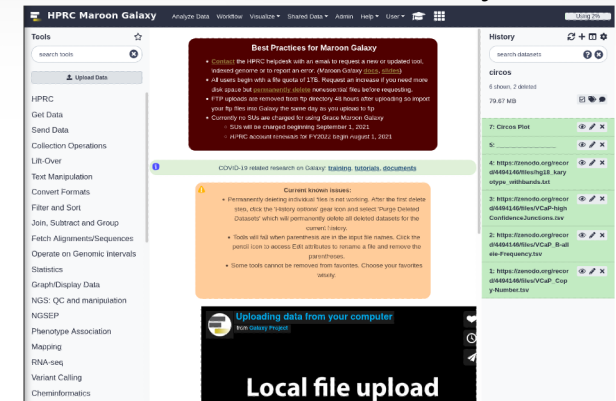 HPRC Maroon Galaxy
Analyze Data Workflow Visualize Shared Data Admin Help User
Using 2%
Tools
search tools
Upload Data
HPRC
Get Data
Send Data
Collection Operations
Lift-Over
Text Manipulation
Convert Formats
Filter and Sort
Join, Subtract and Group
Fetch Alignments/Sequences
Operate on Genomic Intervals
Statistics
Graph/Display Data
NGS: QC and manipulation
NGSEP
Phenotype Association
Mapping
RNA-seq
Variant Calling
Cheminformatics
Best Practices for Maroon Galaxy
Contact the HPRC helpdesk with an email to request a new or updated tool,
indexed genome or to report an error. (Maroon Galaxy docs, slides)
All users begin with a file quota of 1TB. Request an increase if you need more
disk space but permanently delete nonessential files before requesting.
FTP uploads are removed from ftp directory 48 hours after uploading so import
your ftp files into Galaxy the same day as you upload to ftp
Currently no SUs are charged for using Grace Maroon Galaxy
SUs will be charged beginning September 1, 2021
HPRC account renewals for FY2022 begin August 1, 2021
COVID-19 related research on Galaxy: training, tutorials, documents
Current known issues:
Permanently deleting individual files is not working. After the first delete
step, click the 'History options' gear icon and select 'Purge Deleted
Datasets' which will permanently delete all deleted datasets for the
current history.
Tools will fail when parenthesis are in the input file names. Click the
pencil icon to access Edit attributes to rename a file and remove the
parentheses.
Some tools cannot be removed from favorites. Choose your favorites
wisely.
Uploading data from your computer
from Galaxy Project
Local file upload
History
search datasets
circos
6 shown, 2 deleted
79.67 MB
7: Circos Plot
5:
4: https://zenodo.org/recor
d/4494146/files/hg18_kary
otype_withbands.txt
3: https://zenodo.org/recor
d/4494146/files/VCaP-high
ConfidenceJunctions.tsv
2: https://zenodo.org/recor
d/4494146/files/VCaP_B-all
ele-Frequency.tsv
1: https://zenodo.org/recor
d/4494146/files/VCaP_Cop
y-Number.tsv